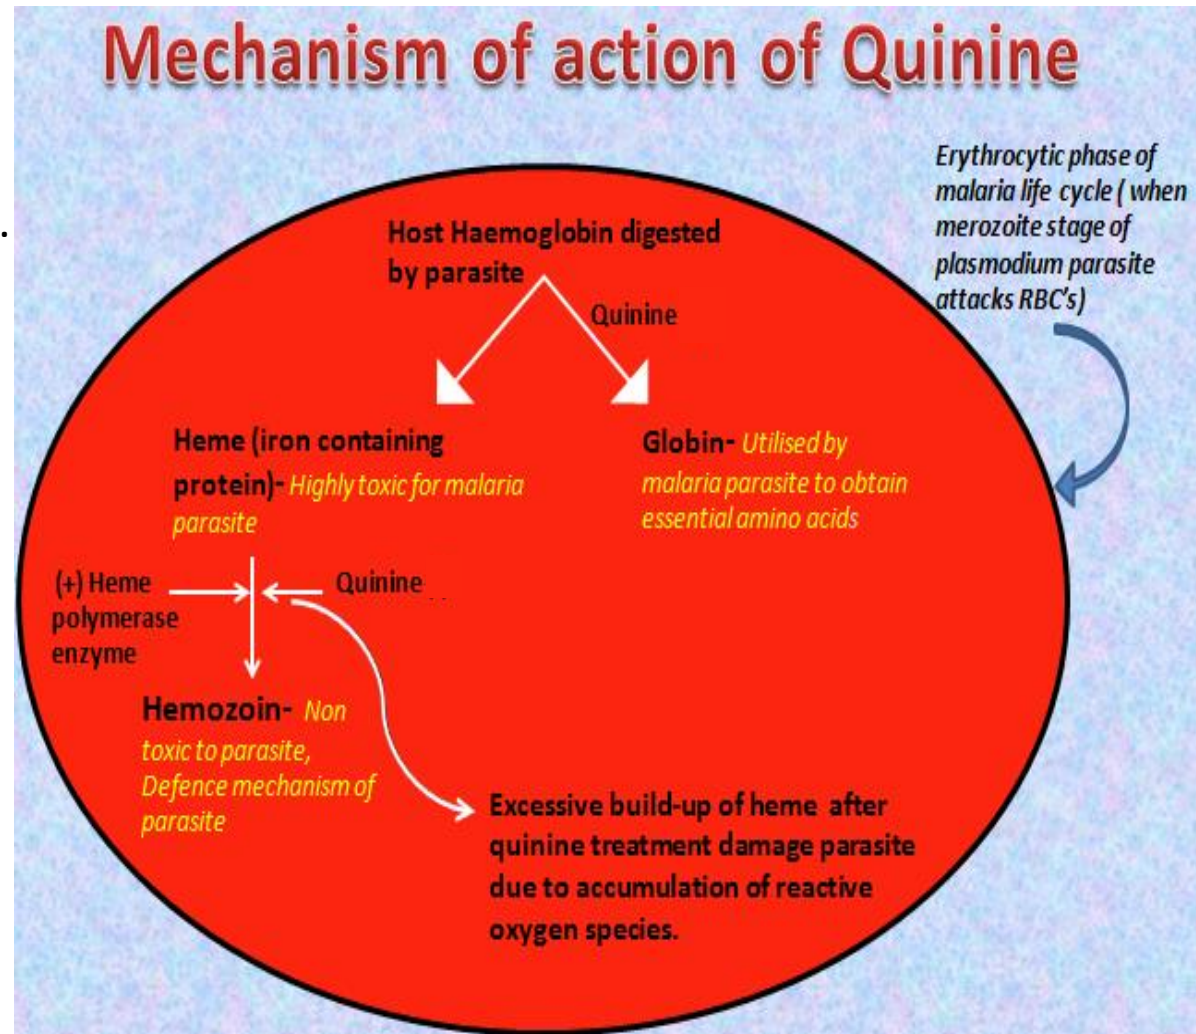 Mechanism of action of Quinine
Erythrocytic phase of
malaria life cycle ( when
merozoite stage of
plasmodium parasite
attacks RBC's)
.
Host Haemoglobin digested
by parasite
Quinine
Heme (iron containing
protein)- Highly toxic for malaria
parasite
Globin- Utilised by
malaria parasite to obtain
essential amino acids
(+) Heme
polymerase
enzyme
Quinine
Hemozoin- Non
toxic to parasite,
Defence mechanism of
parasite
Excessive build-up of heme after
quinine treatment damage parasite
due to accumulation of reactive
oxygen species.